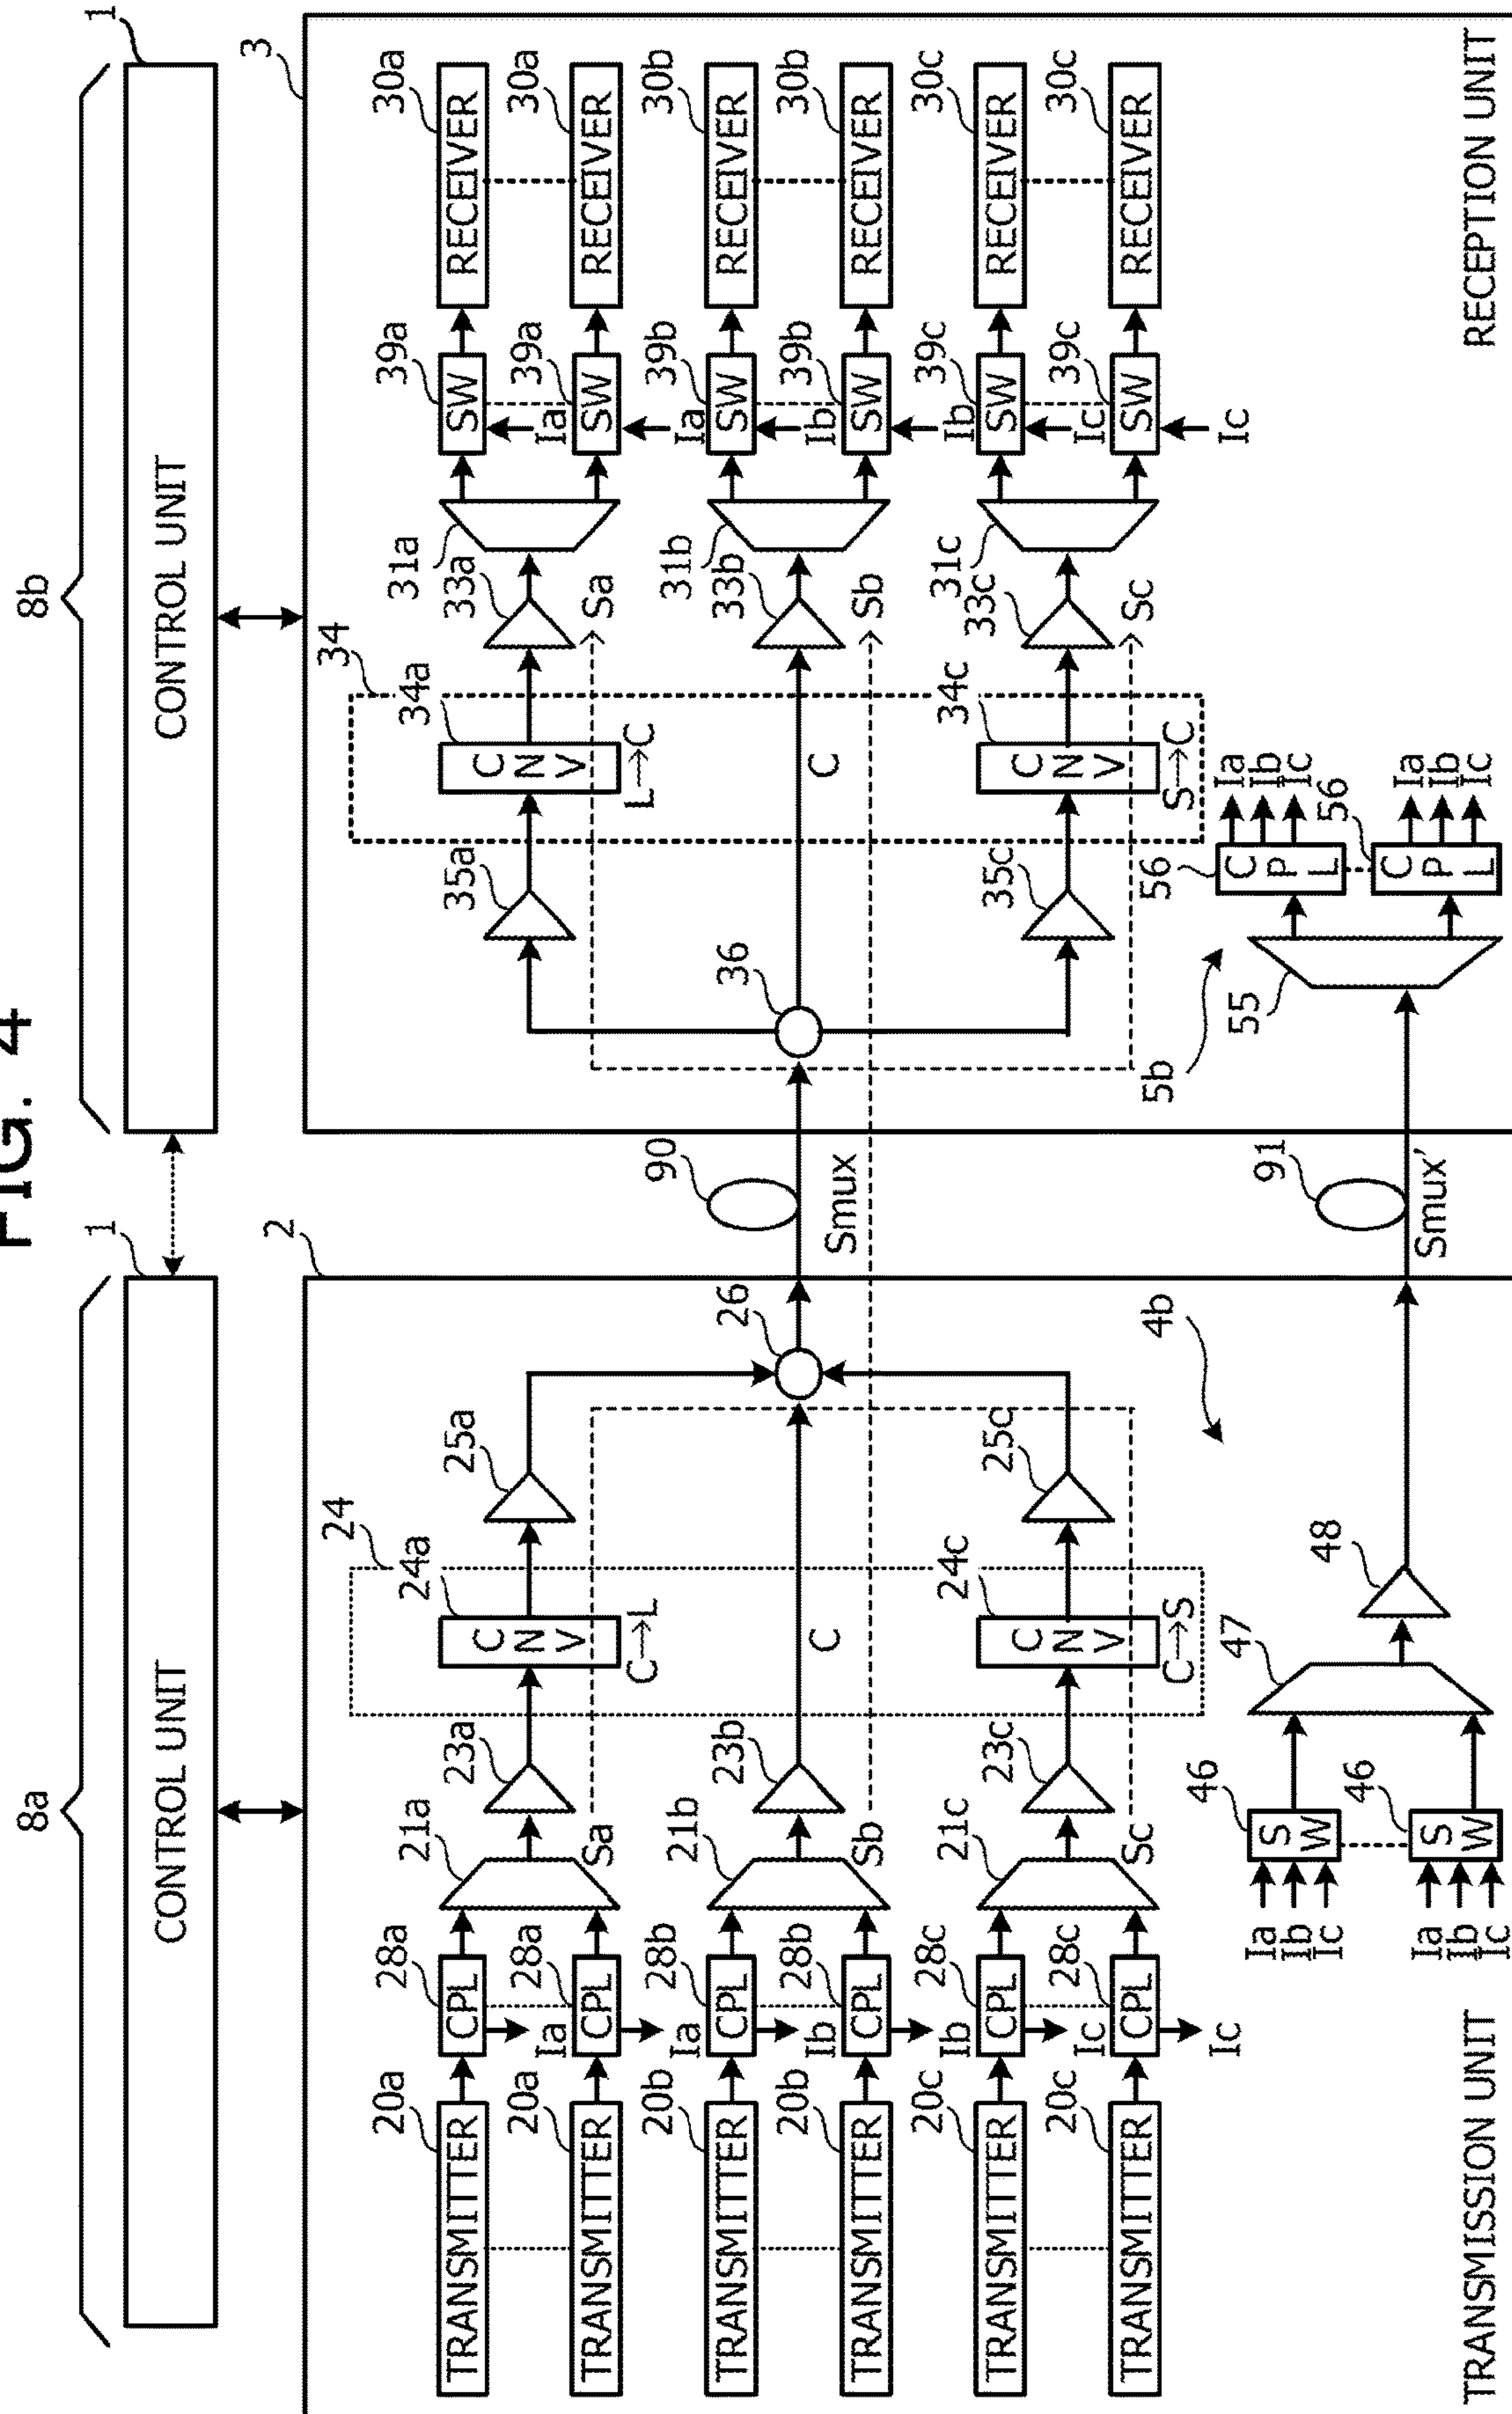 FIG. 4
8a
8b
1
1
CONTROL UNIT
CONTROL UNIT
2
3
24
34
20a
28a
21a
23a
24a
25a
35a
34a
33a
31a
39a
30a
TRANSMITTER
CPL
CNV
CNV
SW
RECEIVER
Ia
Ia
20a
28a
C→L
L→C
39a
30a
TRANSMITTER
CPL
Sa
Sa
SW
RECEIVER
Ia
Ia
20b
28b
21b
23b
26
90
36
33b
31b
39b
30b
TRANSMITTER
CPL
SW
RECEIVER
Ib
C
Smux
C
Ib
20b
28b
39b
30b
TRANSMITTER
CPL
Sb
Sb
SW
RECEIVER
Ib
Ib
20c
28c
21c
23c
24c
25c
35c
34c
33c
31c
39c
30c
TRANSMITTER
CPL
CNV
CNV
SW
RECEIVER
Ic
Ic
20c
28c
39c
30c
TRANSMITTER
CPL
Sc
Sc
SW
RECEIVER
C→S
S→C
Ic
Ic
4b
5b
46
47
48
91
55
56
Ia
Ib
Ic
SW
CPL
Ia
Ib
Ic
46
56
Ia
Ib
Ic
SW
Smux'
CPL
Ia
Ib
Ic
TRANSMISSION UNIT
RECEPTION UNIT